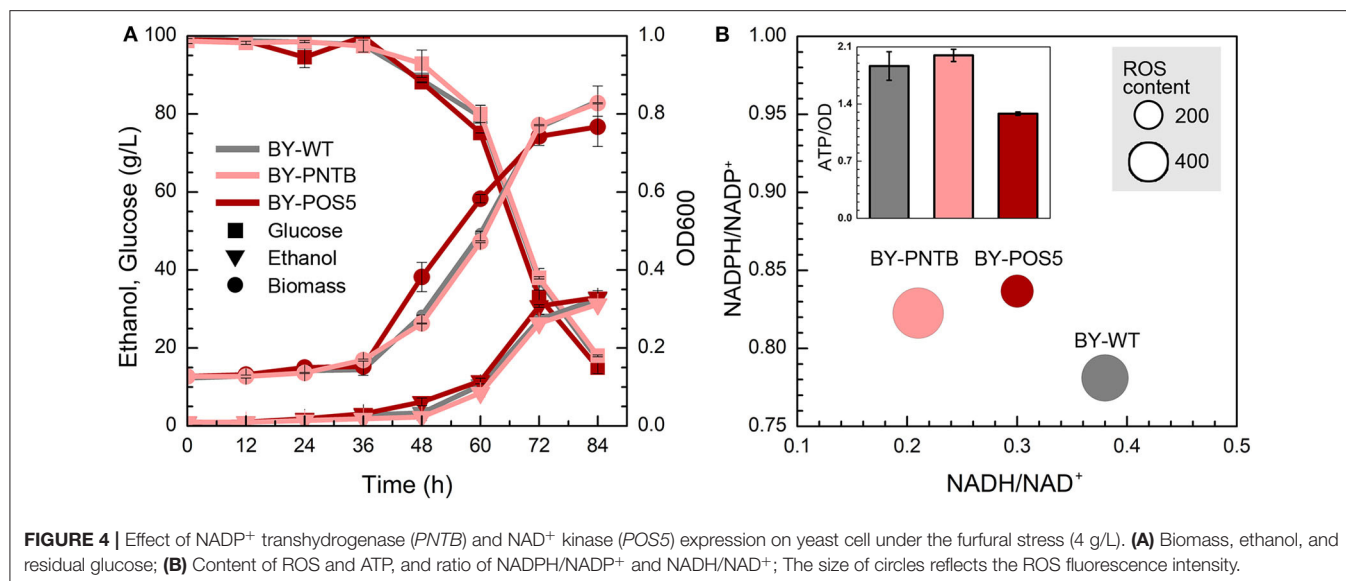 A
B
100
80
60
40
20
0
Ethanol, Glucose (g/L)
1.0
0.8
0.6
0.4
0.2
0.0
OD600
BY-WT
BY-PNTB
BY-POS5
Glucose
Ethanol
Biomass
0 12 24 36 48 60 72 84
Time (h)
1.00
0.95
0.90
0.85
0.80
0.75
NADPH/NADP⁺
2.1
1.4
0.7
0.0
ATP/OD
ROS
content
200
400
BY-PNTB
BY-POS5
BY-WT
0.1 0.2 0.3 0.4 0.5
NADH/NAD⁺
FIGURE 4 | Effect of NADP⁺ transhydrogenase (PNTB) and NAD⁺ kinase (POS5) expression on yeast cell under the furfural stress (4 g/L). (A) Biomass, ethanol, and
residual glucose; (B) Content of ROS and ATP, and ratio of NADPH/NADP⁺ and NADH/NAD⁺; The size of circles reflects the ROS fluorescence intensity.